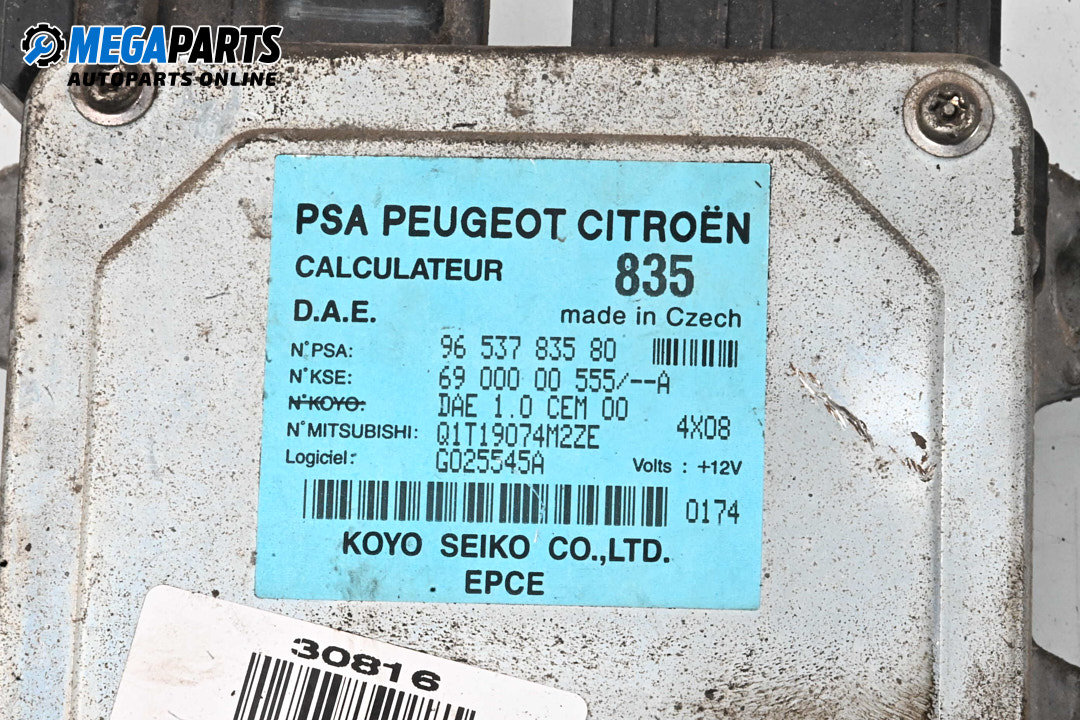 MEGAPARTS
AUTOPARTS ONLINE
PSA PEUGEOT CITROËN
CALCULATEUR 835
D.A.E. made in Czech
N°PSA: 96 537 835 80
N°KSE: 69 000 00 555/--A
N°KOYO: DAE 1.0 CEM 00
N°MITSUBISHI: Q1T19074M2ZE 4X08
Logiciel: G025545A Volts : +12V
0174
KOYO SEIKO CO.,LTD.
EPCE
30816